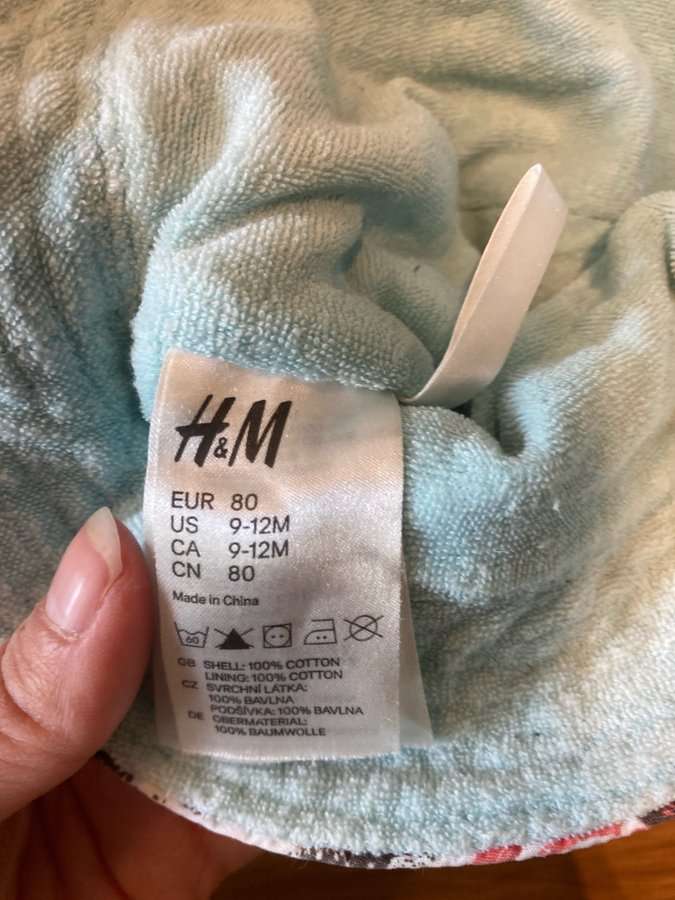 H&M
EUR 80
US 9-12M
CA 9-12M
CN 80
Made in China
60
GB SHELL: 100% COTTON
LINING: 100% COTTON
CZ SVRCHNÍ LÁTKA:
100% BAVLNA
PODŠÍVKA: 100% BAVLNA
DE OBERMATERIAL:
100% BAUMWOLLE